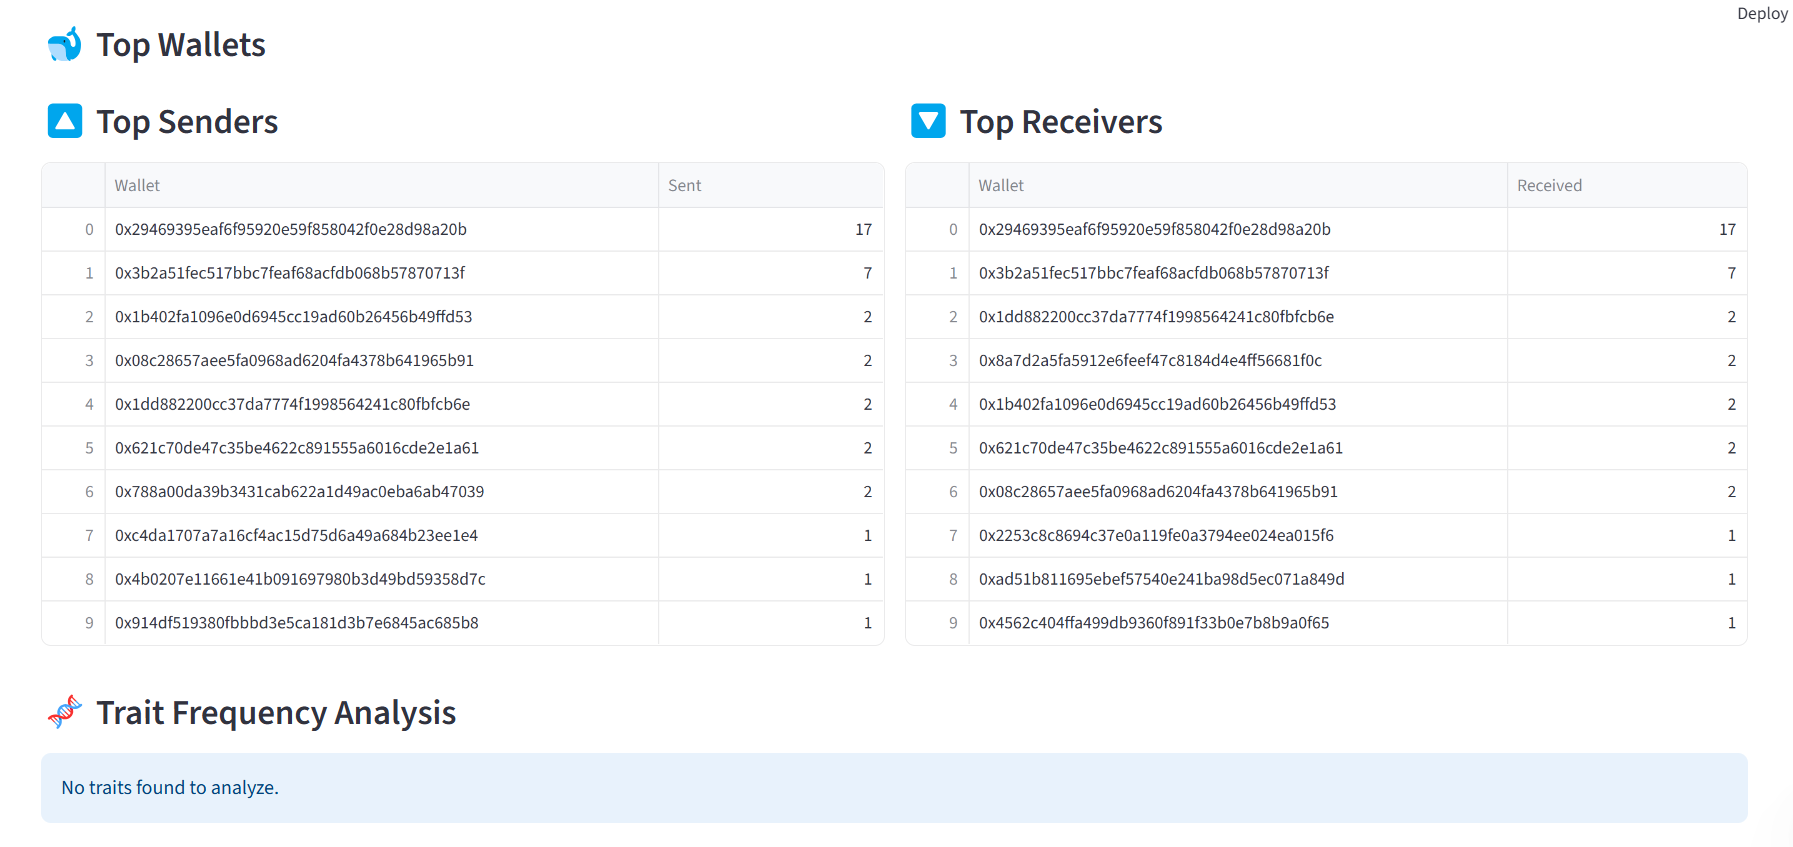 Deploy
Top Wallets
Top Senders
Wallet Sent
0 0x29469395eaf6f95920e59f858042f0e28d98a20b 17
1 0x3b2a51fec517bbc7feaf68acfdb068b57870713f 7
2 0x1b402fa1096e0d6945cc19ad60b26456b49ffd53 2
3 0x08c28657aee5fa0968ad6204fa4378b641965b91 2
4 0x1dd882200cc37da7774f1998564241c80fbfcb6e 2
5 0x621c70de47c35be4622c891555a6016cde2e1a61 2
6 0x788a00da39b3431cab622a1d49ac0eba6ab47039 2
7 0xc4da1707a7a16cf4ac15d75d6a49a684b23ee1e4 1
8 0x4b0207e11661e41b091697980b3d49bd59358d7c 1
9 0x914df519380fbbbd3e5ca181d3b7e6845ac685b8 1
Top Receivers
Wallet Received
0 0x29469395eaf6f95920e59f858042f0e28d98a20b 17
1 0x3b2a51fec517bbc7feaf68acfdb068b57870713f 7
2 0x1dd882200cc37da7774f1998564241c80fbfcb6e 2
3 0x8a7d2a5fa5912e6feef47c8184d4e4ff56681f0c 2
4 0x1b402fa1096e0d6945cc19ad60b26456b49ffd53 2
5 0x621c70de47c35be4622c891555a6016cde2e1a61 2
6 0x08c28657aee5fa0968ad6204fa4378b641965b91 2
7 0x2253c8c8694c37e0a119fe0a3794ee024ea015f6 1
8 0xad51b811695ebef57540e241ba98d5ec071a849d 1
9 0x4562c404ffa499db9360f891f33b0e7b8b9a0f65 1
Trait Frequency Analysis
No traits found to analyze.